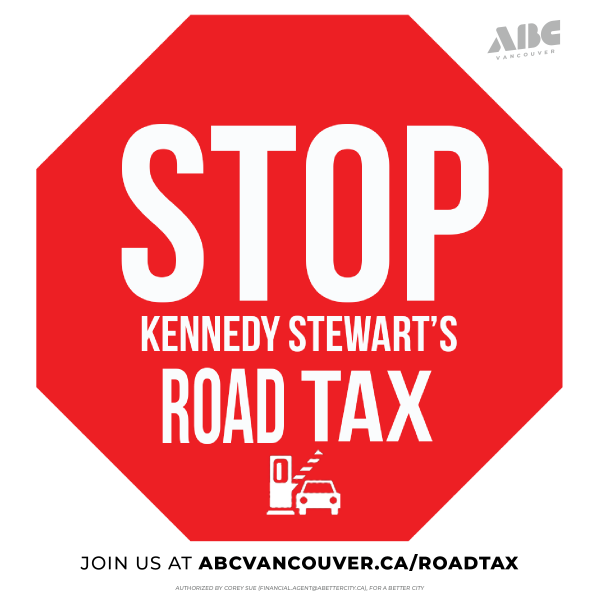 ABC
VANCOUVER
STOP
KENNEDY STEWART'S
ROAD TAX
JOIN US AT ABCVANCOUVER.CA/ROADTAX
AUTHORIZED BY COREY SUE (FINANCIAL.AGENT@ABETTERCITY.CA), FOR A BETTER CITY